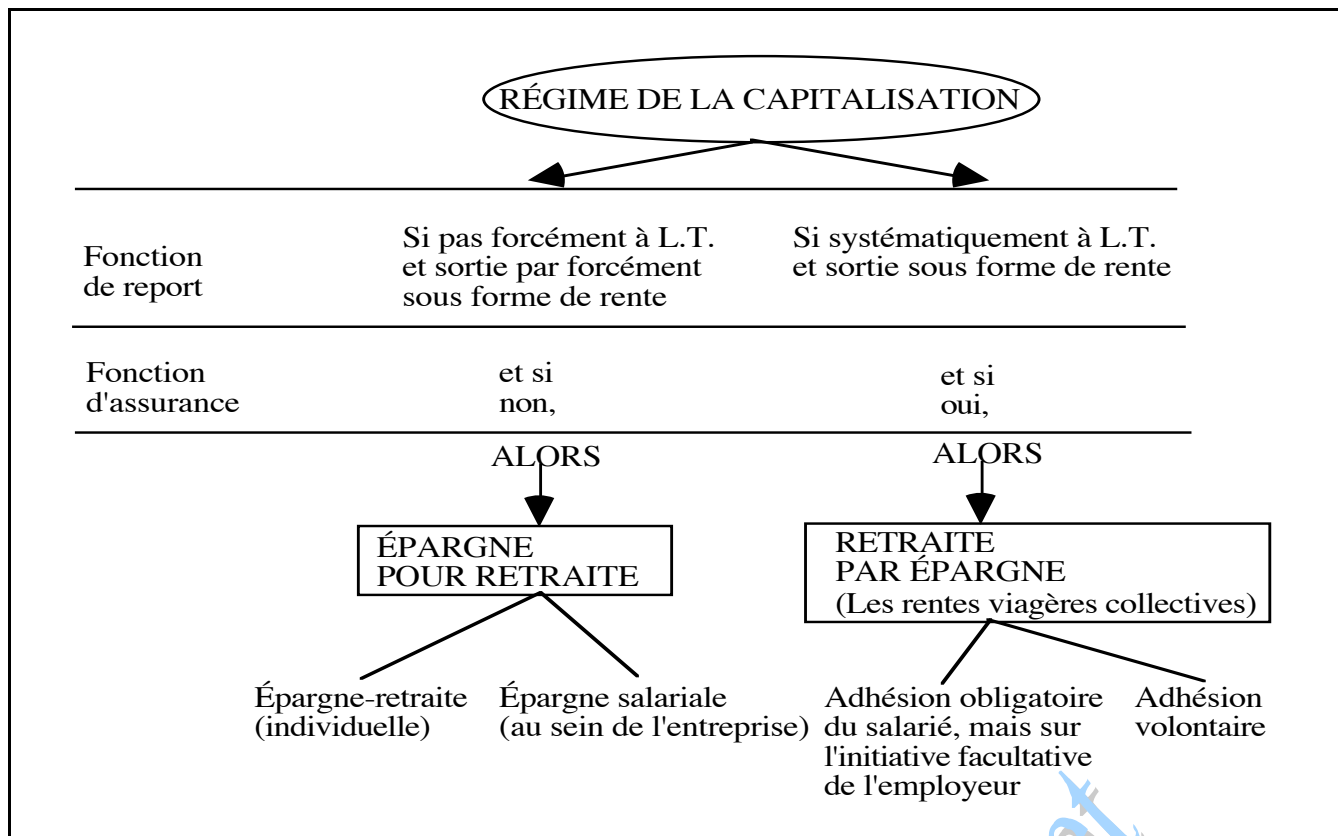 RÉGIME DE LA CAPITALISATION
Fonction
de report
Si pas forcément à L.T.
et sortie par forcément
sous forme de rente
Si systématiquement à L.T.
et sortie sous forme de rente
Fonction
d'assurance
et si
non,
et si
oui,
ALORS
ALORS
ÉPARGNE
POUR RETRAITE
RETRAITE
PAR ÉPARGNE
(Les rentes viagères collectives)
Épargne-retraite
(individuelle)
Épargne salariale
(au sein de l'entreprise)
Adhésion obligatoire
du salarié, mais sur
l'initiative facultative
de l'employeur
Adhésion
volontaire